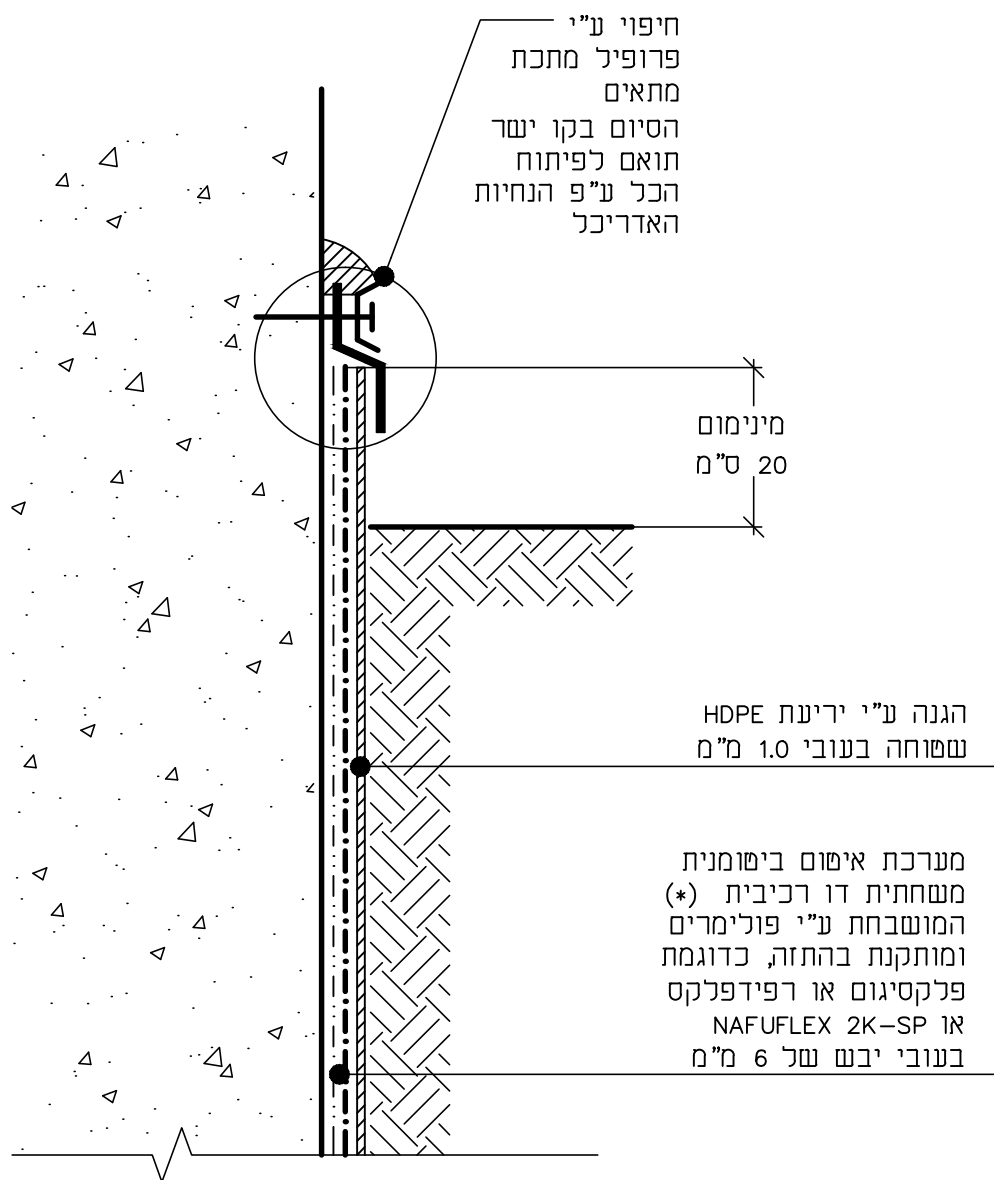 חיפוי ע"י
פרופיל מתכת
מתאים
הסיום בקו ישר
תואם לפיתוח
הכל ע"פ הנחיות
האדריכל
מינימום
20 ס"מ
הגנה ע"י יריעת HDPE
שטוחה בעובי 1.0 מ"מ
מערכת איטום ביטומנית
משחתית דו רכיבית (*)
המושבחת ע"י פולימרים
ומותקנת בהתזה, כדוגמת
פלקסיגום או רפידפלקס
או NAFUFLEX 2K-SP
בעובי יבש של 6 מ"מ